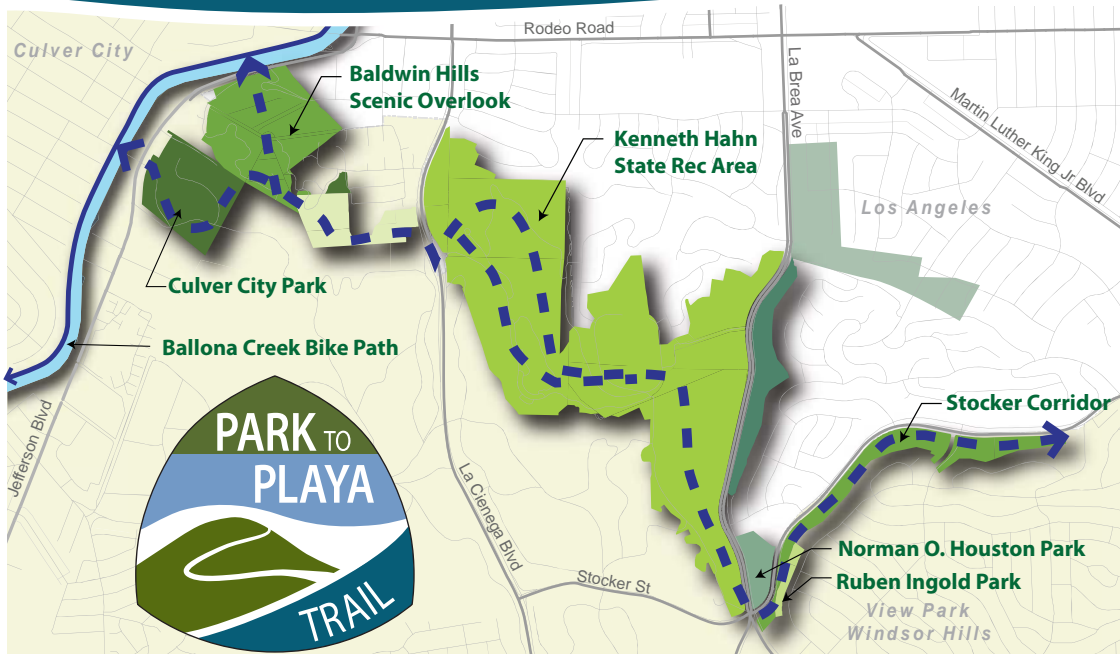 Rodeo Road
Culver City
Baldwin Hills
Scenic Overlook
La Brea Ave
Kenneth Hahn
State Rec Area
Martin Luther King Jr Blvd
Los Angeles
Culver City Park
Ballona Creek Bike Path
Jefferson Blvd
PARK TO
PLAYA
TRAIL
La Cienega Blvd
Stocker St
Stocker Corridor
Norman O. Houston Park
Ruben Ingold Park
View Park
Windsor Hills